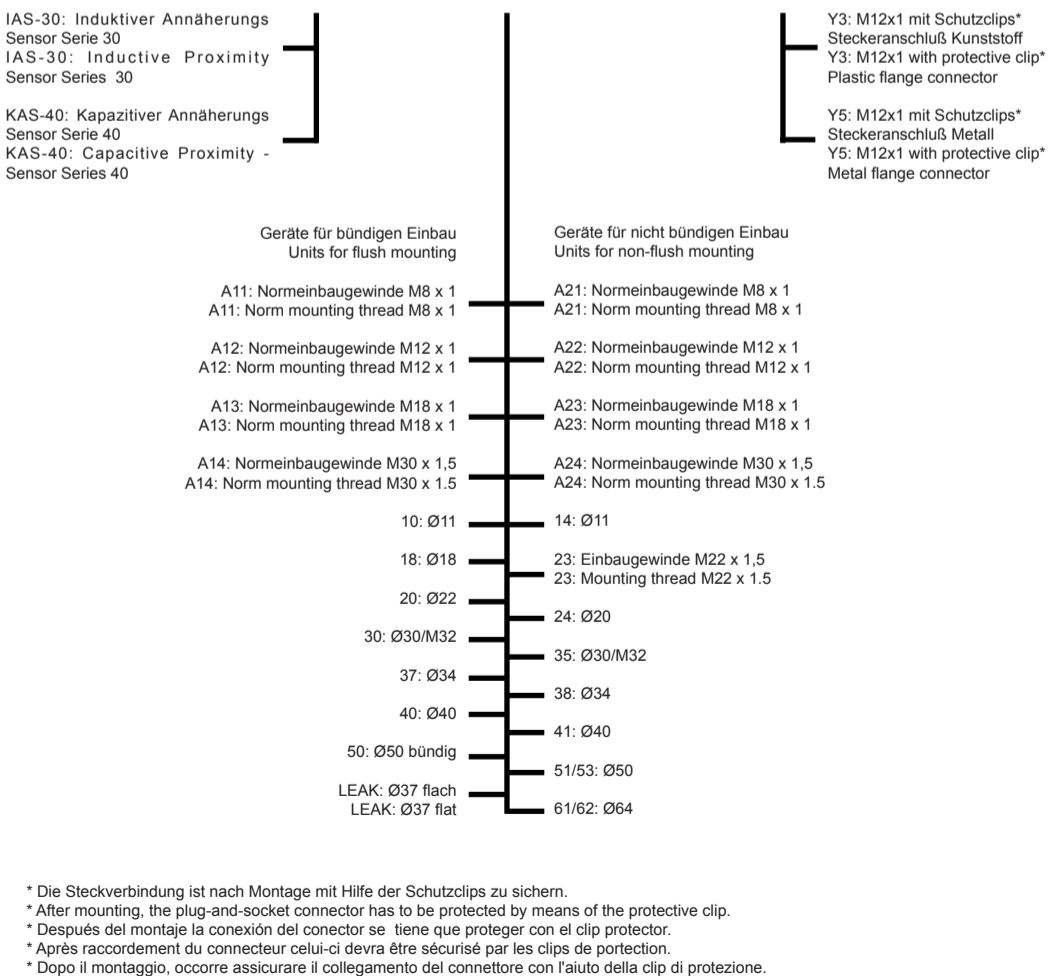 IAS-30: Induktiver Annäherungs
Sensor Serie 30
IAS-30: Inductive Proximity
Sensor Series 30
KAS-40: Kapazitiver Annäherungs
Sensor Serie 40
KAS-40: Capacitive Proximity -
Sensor Series 40
Y3: M12x1 mit Schutzclips*
Steckeranschluß Kunststoff
Y3: M12x1 with protective clip*
Plastic flange connector
Y5: M12x1 mit Schutzclips*
Steckeranschluß Metall
Y5: M12x1 with protective clip*
Metal flange connector
Geräte für bündigen Einbau
Units for flush mounting
A11: Normeinbaugewinde M8 x 1
A11: Norm mounting thread M8 x 1
A12: Normeinbaugewinde M12 x 1
A12: Norm mounting thread M12 x 1
A13: Normeinbaugewinde M18 x 1
A13: Norm mounting thread M18 x 1
A14: Normeinbaugewinde M30 x 1,5
A14: Norm mounting thread M30 x 1.5
10: Ø11
18: Ø18
20: Ø22
30: Ø30/M32
37: Ø34
40: Ø40
50: Ø50 bündig
LEAK: Ø37 flach
LEAK: Ø37 flat
Geräte für nicht bündigen Einbau
Units for non-flush mounting
A21: Normeinbaugewinde M8 x 1
A21: Norm mounting thread M8 x 1
A22: Normeinbaugewinde M12 x 1
A22: Norm mounting thread M12 x 1
A23: Normeinbaugewinde M18 x 1
A23: Norm mounting thread M18 x 1
A24: Normeinbaugewinde M30 x 1,5
A24: Norm mounting thread M30 x 1.5
14: Ø11
23: Einbaugewinde M22 x 1,5
23: Mounting thread M22 x 1.5
24: Ø20
35: Ø30/M32
38: Ø34
41: Ø40
51/53: Ø50
61/62: Ø64
* Die Steckverbindung ist nach Montage mit Hilfe der Schutzclips zu sichern.
* After mounting, the plug-and-socket connector has to be protected by means of the protective clip.
* Después del montaje la conexión del conector se tiene que proteger con el clip protector.
* Après raccordement du connecteur celui-ci devra être sécurisé par les clips de portection.
* Dopo il montaggio, occorre assicurare il collegamento del connettore con l'aiuto della clip di protezione.